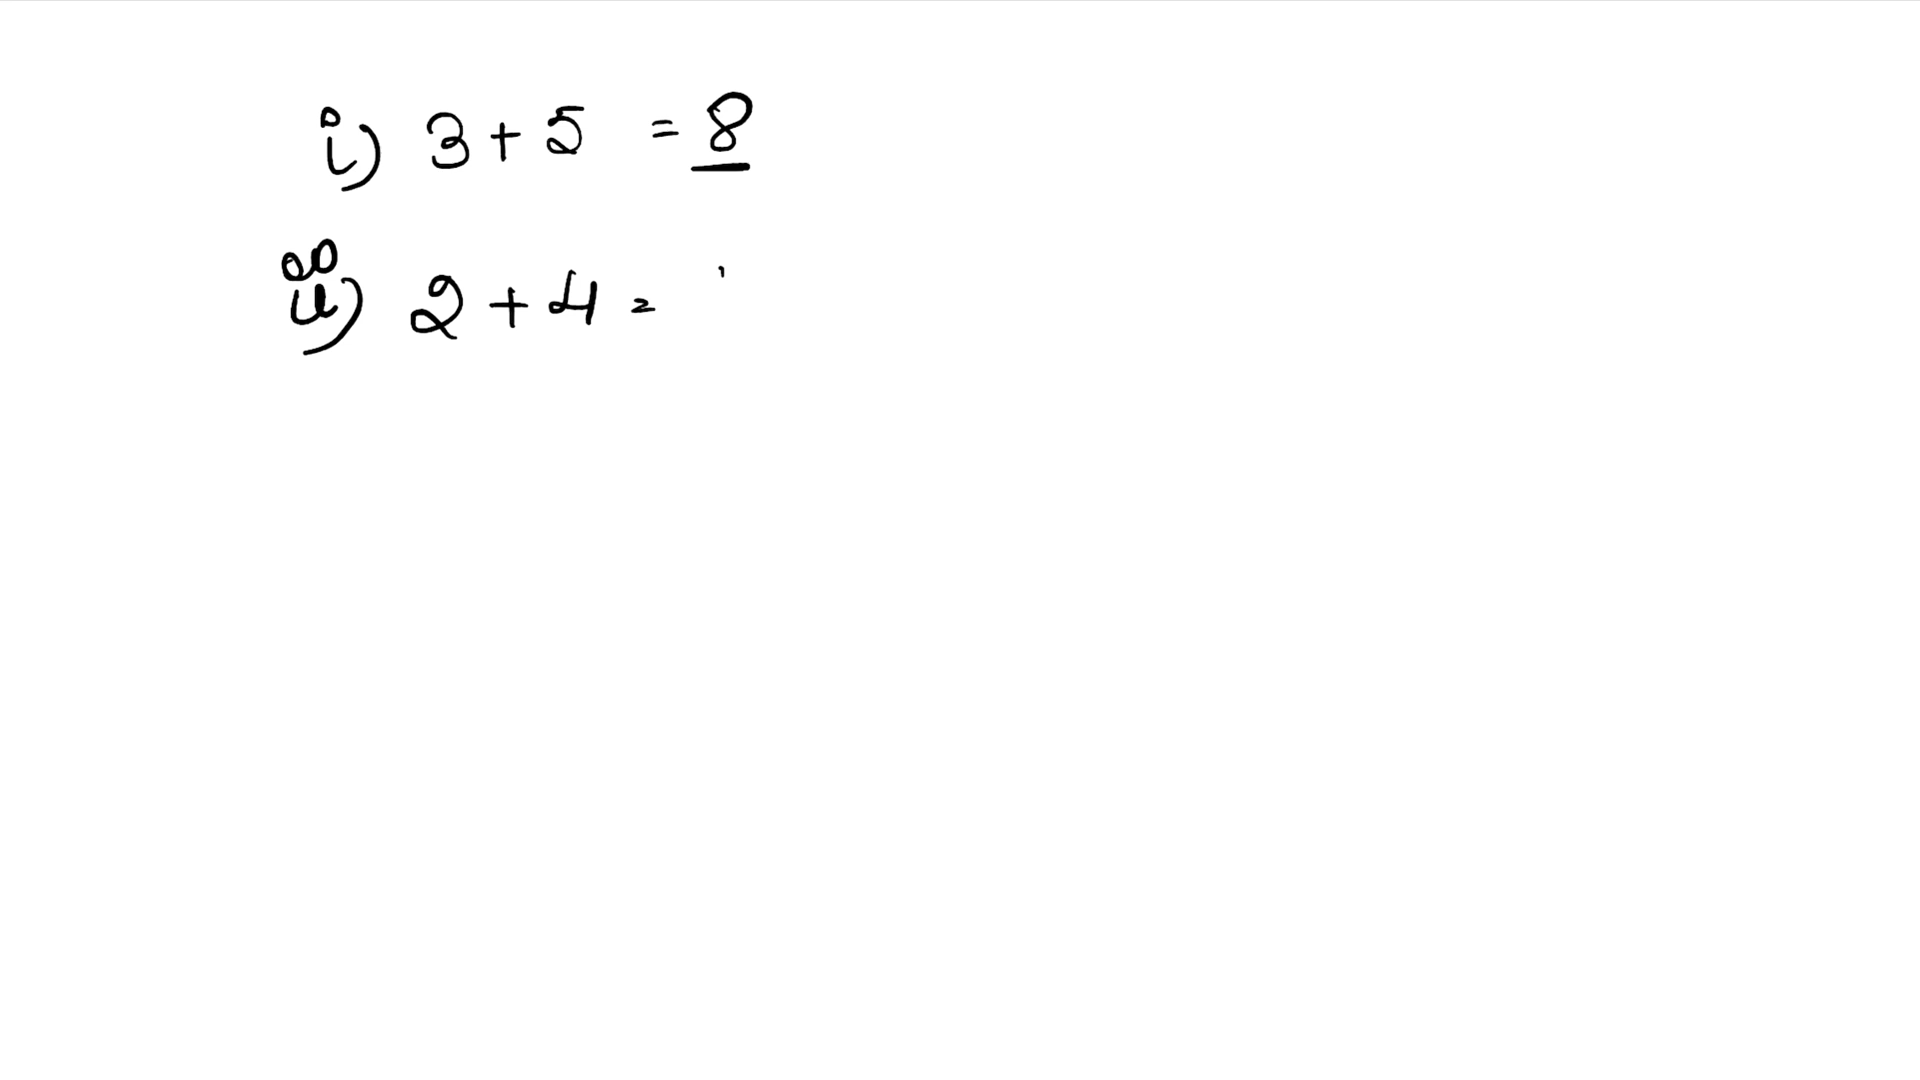 i) 3 + 5 = 8
ii) 2 + 4 =